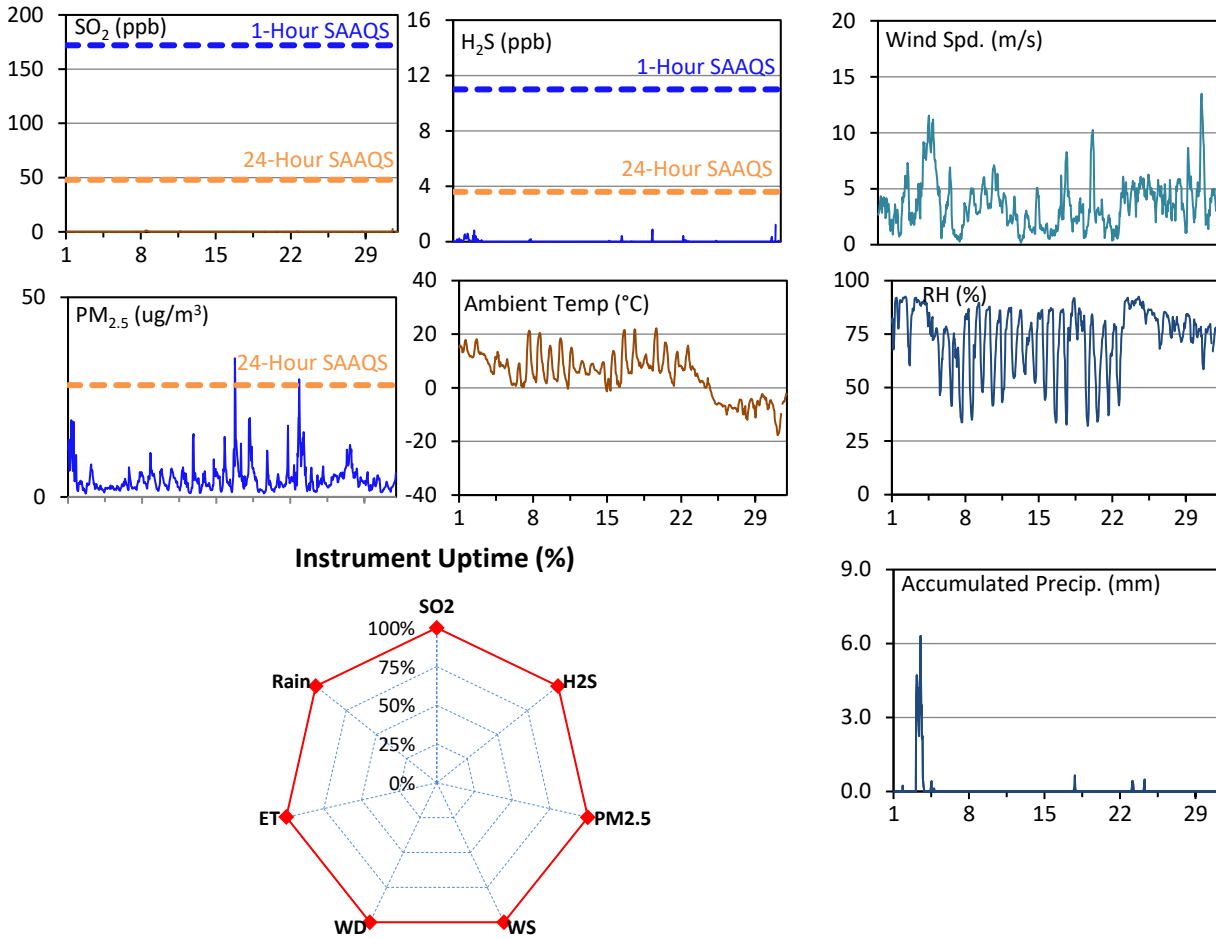 SO2 (ppb)
1-Hour SAAQS
24-Hour SAAQS
200
150
100
50
0
1 8 15 22 29
H2S (ppb)
1-Hour SAAQS
24-Hour SAAQS
16
12
8
4
0
Wind Spd. (m/s)
20
15
10
5
0
PM2.5 (ug/m³)
24-Hour SAAQS
50
0
Ambient Temp (°C)
40
20
0
-20
-40
1 8 15 22 29
RH (%)
100
75
50
25
0
1 8 15 22 29
Instrument Uptime (%)
SO2
H2S
PM2.5
WS
WD
ET
Rain
100%
75%
50%
25%
0%
Accumulated Precip. (mm)
9.0
6.0
3.0
0.0
1 8 15 22 29